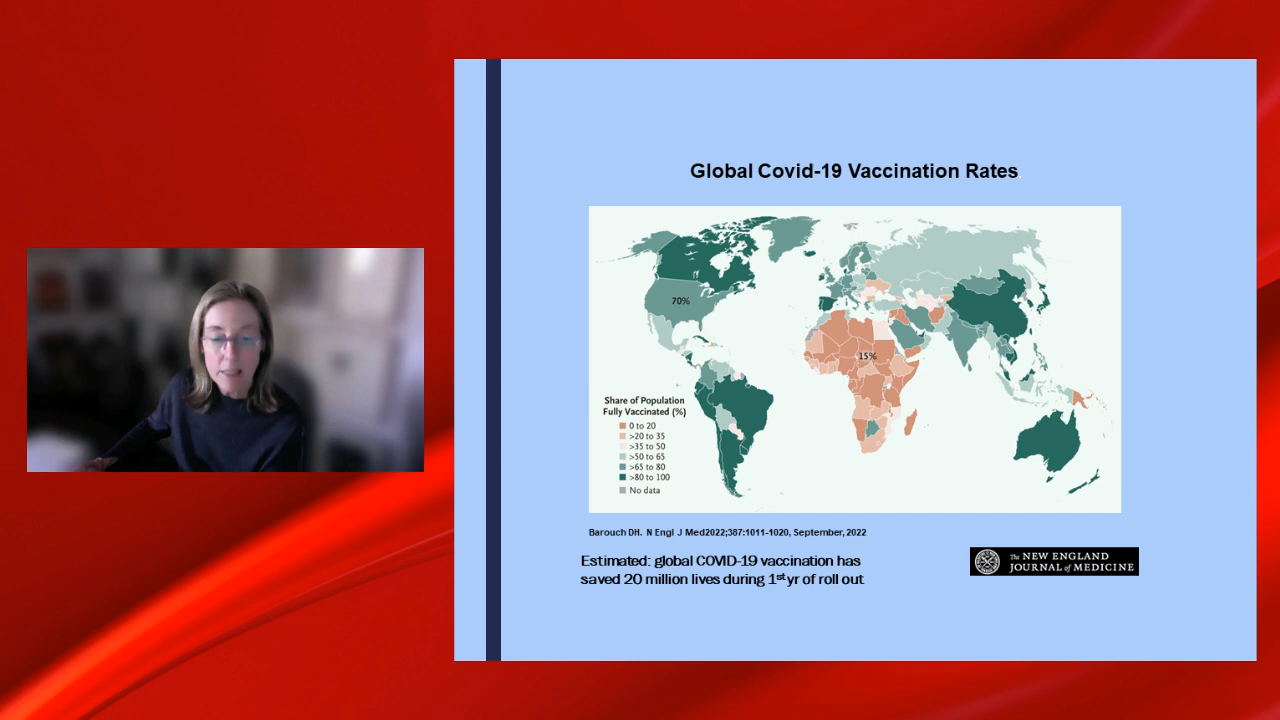 Global Covid-19 Vaccination Rates
70%
15%
Share of Population
Fully Vaccinated (%)
0 to 20
>20 to 35
>35 to 50
>50 to 65
>65 to 80
>80 to 100
No data
Barouch DH. N Engl J Med2022;387:1011-1020, September, 2022
Estimated: global COVID-19 vaccination has
saved 20 million lives during 1st yr of roll out
The NEW ENGLAND
JOURNAL of MEDICINE